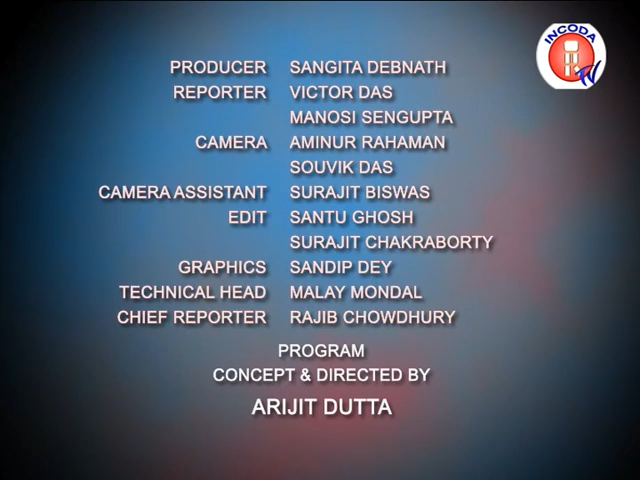 INCODA
TV
PRODUCER SANGITA DEBNATH
REPORTER VICTOR DAS
MANOSI SENGUPTA
CAMERA AMINUR RAHAMAN
SOUVIK DAS
CAMERA ASSISTANT SURAJIT BISWAS
EDIT SANTU GHOSH
SURAJIT CHAKRABORTY
GRAPHICS SANDIP DEY
TECHNICAL HEAD MALAY MONDAL
CHIEF REPORTER RAJIB CHOWDHURY
PROGRAM
CONCEPT & DIRECTED BY
ARIJIT DUTTA